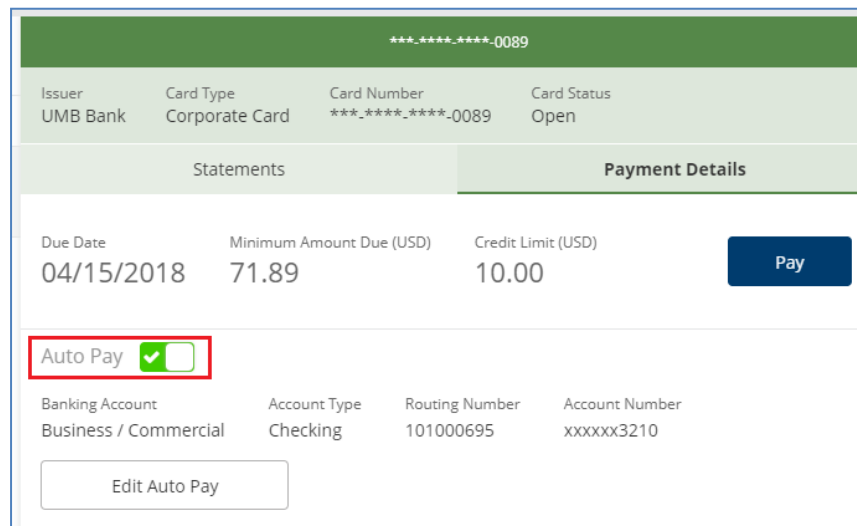 ***-****-****-0089
Issuer Card Type Card Number Card Status
UMB Bank Corporate Card ***-****-****-0089 Open
Statements Payment Details
Due Date Minimum Amount Due (USD) Credit Limit (USD)
04/15/2018 71.89 10.00 Pay
Auto Pay
Banking Account Account Type Routing Number Account Number
Business / Commercial Checking 101000695 xxxxxx3210
Edit Auto Pay